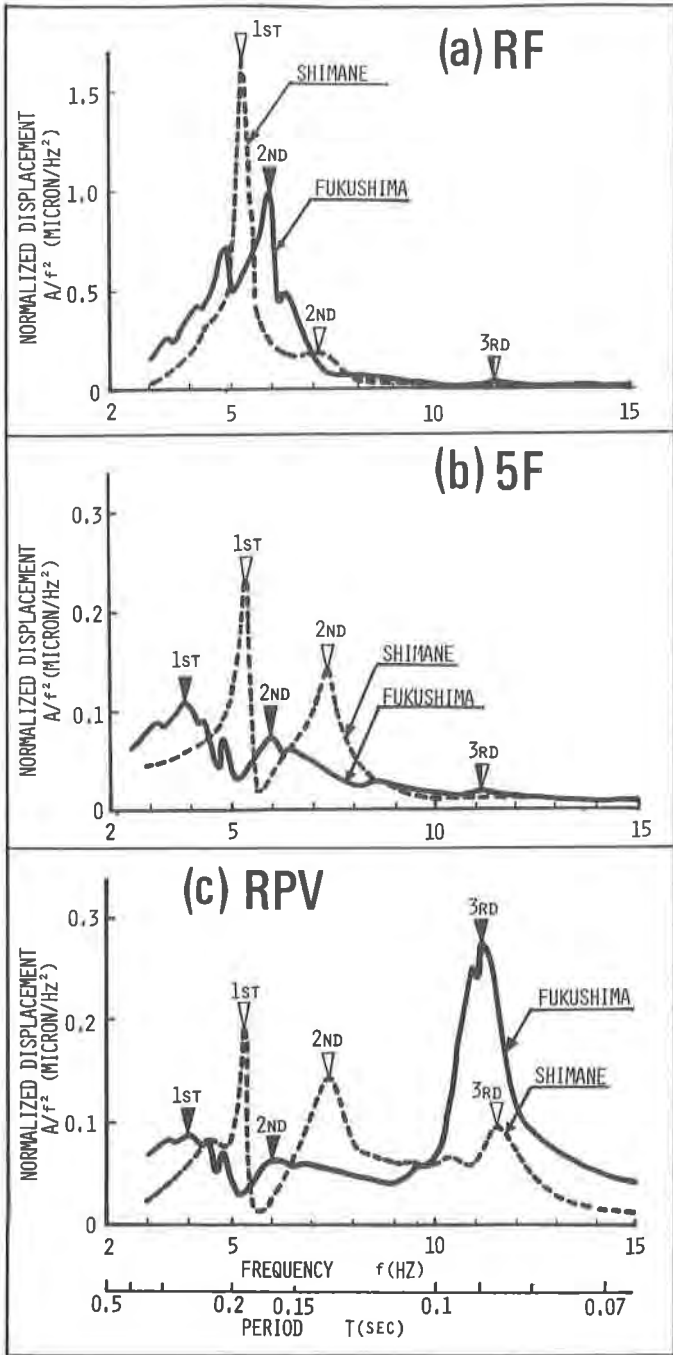 (a) RF
1ST
SHIMANE
2ND
FUKUSHIMA
2ND
3RD
NORMALIZED DISPLACEMENT
A/f² (MICRON/HZ²)
1.5
1.0
0.5
0
2 5 10 15
(b) 5F
1ST
1ST
2ND
2ND
SHIMANE
FUKUSHIMA
3RD
NORMALIZED DISPLACEMENT
A/f² (MICRON/HZ²)
0.3
0.2
0.1
0
2 5 10 15
(c) RPV
1ST
1ST
2ND
2ND
3RD
FUKUSHIMA
3RD
SHIMANE
NORMALIZED DISPLACEMENT
A/f² (MICRON/HZ²)
0.3
0.2
0.1
0
2 5 10 15
FREQUENCY f(HZ)
0.5 0.2 0.15 0.1 0.07
PERIOD T(SEC)